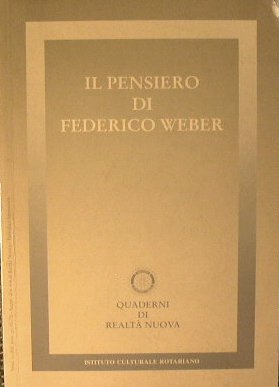 IL PENSIERO
DI
FEDERICO WEBER
QUADERNI
DI
REALTÀ NUOVA
ISTITUTO CULTURALE ROTARIANO